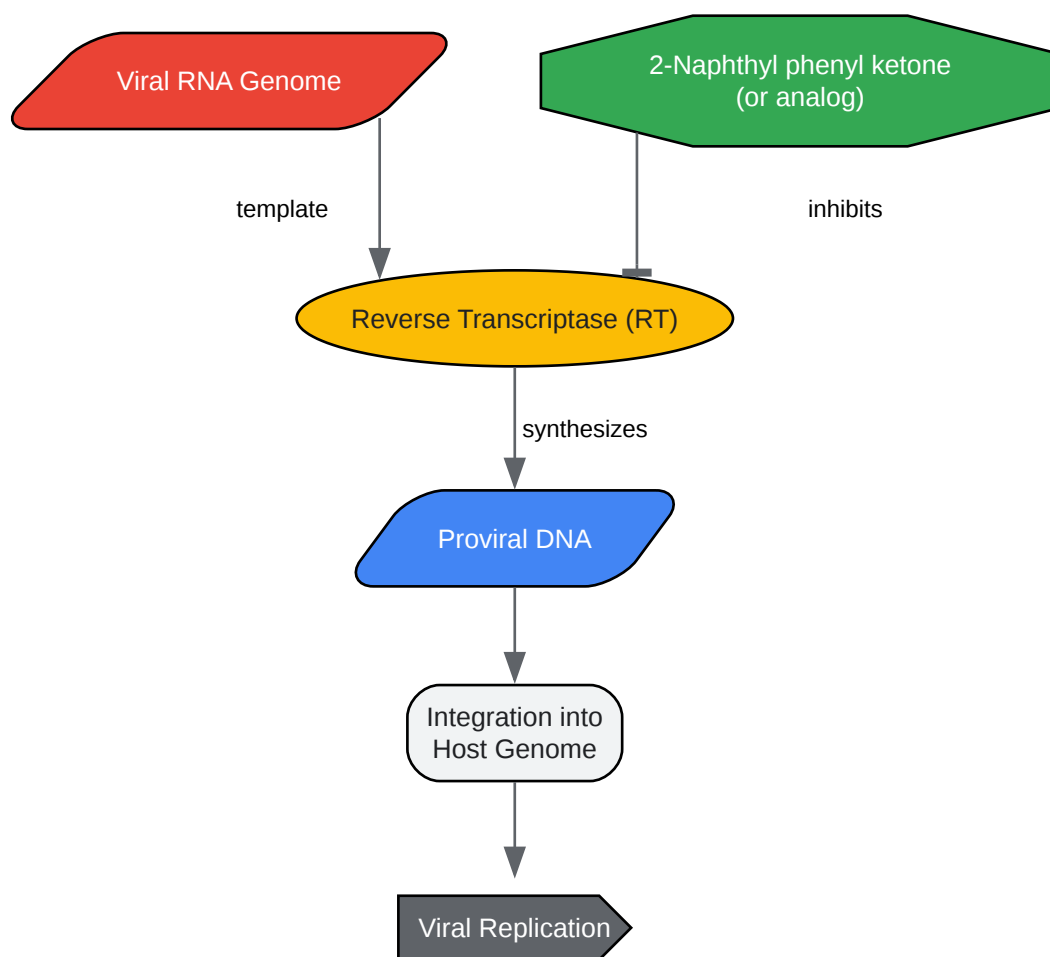 Viral RNA Genome
2-Naphthyl phenyl ketone
(or analog)
template
inhibits
Reverse Transcriptase (RT)
synthesizes
Proviral DNA
Integration into
Host Genome
Viral Replication